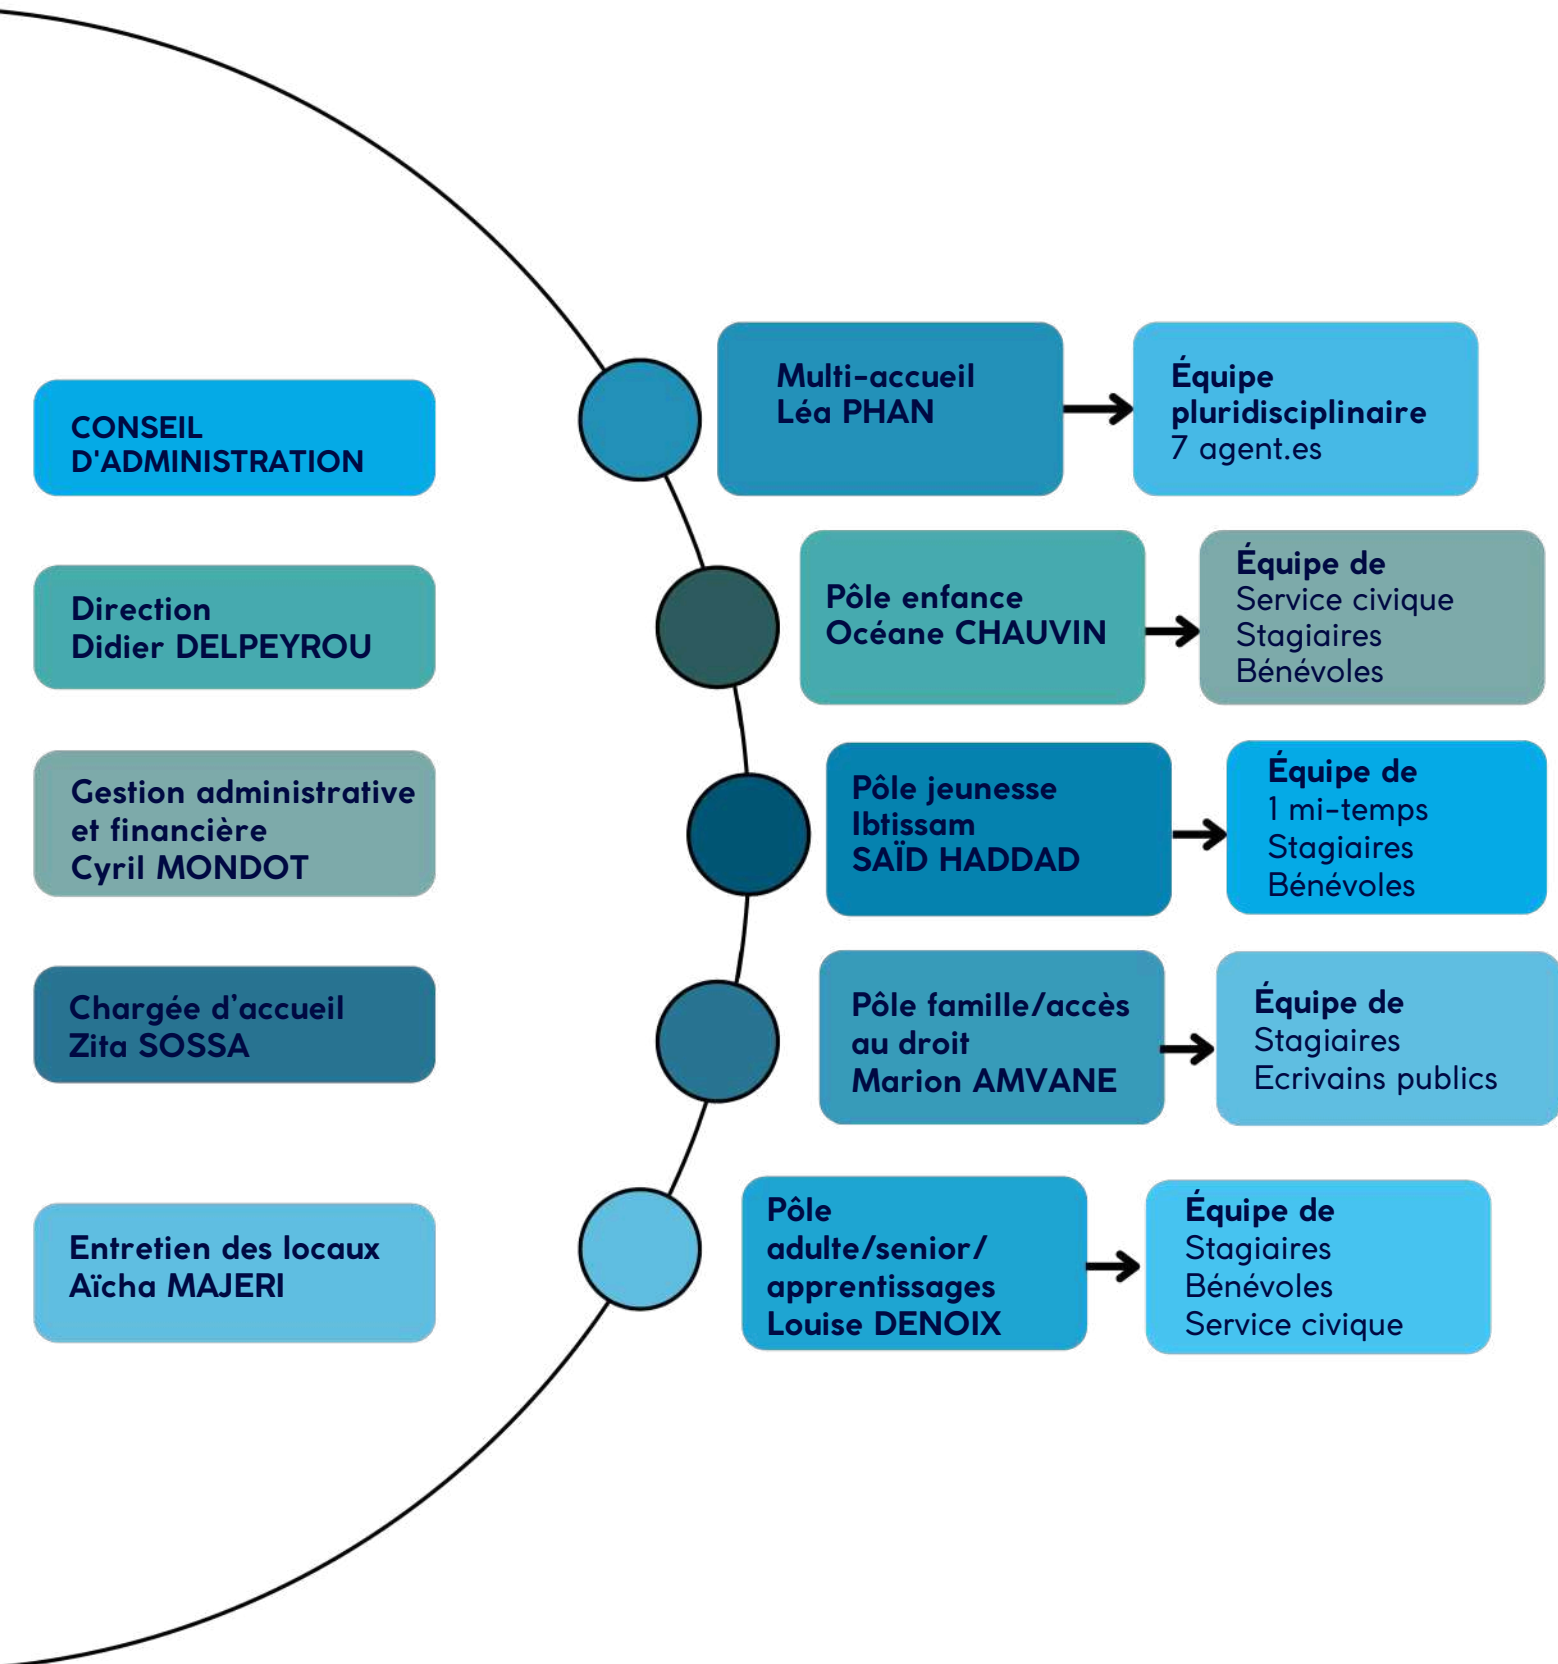 CONSEIL
D'ADMINISTRATION
Direction
Didier DELPEYROU
Gestion administrative
et financière
Cyril MONDOT
Chargée d’accueil
Zita SOSSA
Entretien des locaux
Aïcha MAJERI
Multi-accueil
Léa PHAN
Équipe
pluridisciplinaire
7 agent.es
Pôle enfance
Océane CHAUVIN
Équipe de
Service civique
Stagiaires
Bénévoles
Pôle jeunesse
Ibtissam
SAÏD HADDAD
Équipe de
1 mi-temps
Stagiaires
Bénévoles
Pôle famille/accès
au droit
Marion AMVANE
Équipe de
Stagiaires
Ecrivains publics
Pôle
adulte/senior/
apprentissages
Louise DENOIX
Équipe de
Stagiaires
Bénévoles
Service civique